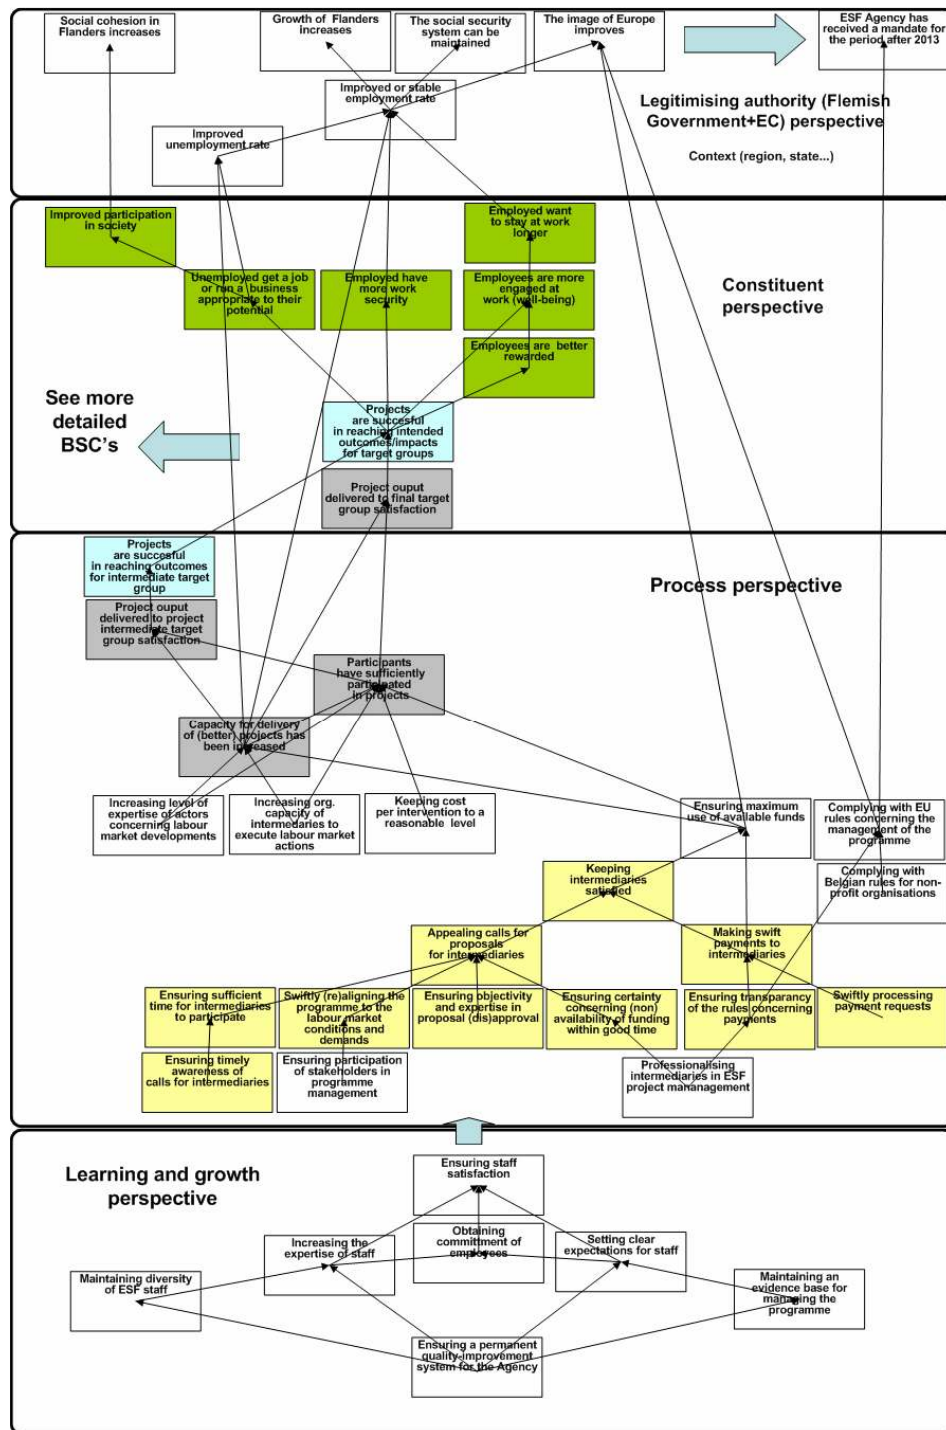 Social cohesion in
Flanders increases
Growth of Flanders
increases
The social security
system can be
maintained
The image of Europe
improves
ESF Agency has
received a mandate for
the period after 2013
Improved or stable
employment rate
Legitimising authority (Flemish
Government+EC) perspective
Context (region, state...)
Improved
unemployment rate
Improved participation
in society
Employed want
to stay at work
longer
Unemployed get a job
or run a business
appropriate to their
potential
Employed have
more work
security
Employees are more
engaged at
work (well-being)
Constituent
perspective
Employees are better
rewarded
See more
detailed
BSC's
Projects
are succesful
in reaching intended
outcomes/impacts
for target groups
Project ouput
delivered to final target
group satisfaction
Projects
are succesful
in reaching outcomes
for intermediate target
group
Process perspective
Project ouput
delivered to project
intermediate target
group satisfaction
Participants
have sufficiently
participated
in projects
Capacity for delivery
of (better) projects has
been increased
Increasing level of
expertise of actors
concerning labour
market developments
Increasing org.
capacity of
intermedaries to
execute labour market
actions
Keeping cost
per intervention to a
reasonable level
Ensuring maximum
use of available funds
Complying with EU
rules concerning the
management of the
programme
Keeping
intermediaries
satisfied
Complying with
Belgian rules for non-
profit organisations
Appealing calls for
proposals
for intermediaries
Making swift
payments to
intermediaries
Ensuring sufficient
time for intermediaries
to participate
Swiftly (re)aligning the
programme to the
labour market
conditions and
demands
Ensuring objectivity
and expertise in
proposal (dis)approval
Ensuring certainty
concerning (non)
availability of funding
within good time
Ensuring transparancy
of the rules concerning
payments
Swiftly processing
payment requests
Ensuring timely
awareness of
calls for intermediaries
Ensuring participation
of stakeholders in
programme
management
Professionalising
intermediaries in ESF
project mananagement
Learning and growth
perspective
Ensuring staff
satisfaction
Increasing the
expertise of staff
Obtaining
committment of
employees
Setting clear
expectations for staff
Maintaining diversity
of ESF staff
Maintaining an
evidence base for
managing the
programme
Ensuring a permanent
quality-improvement
system for the Agency